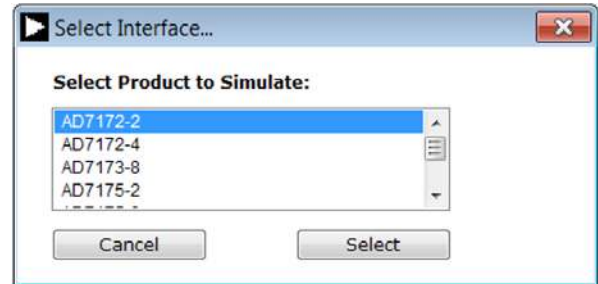 Select Interface...
Select Product to Simulate:
AD7172-2
AD7172-4
AD7173-8
AD7175-2
Cancel Select